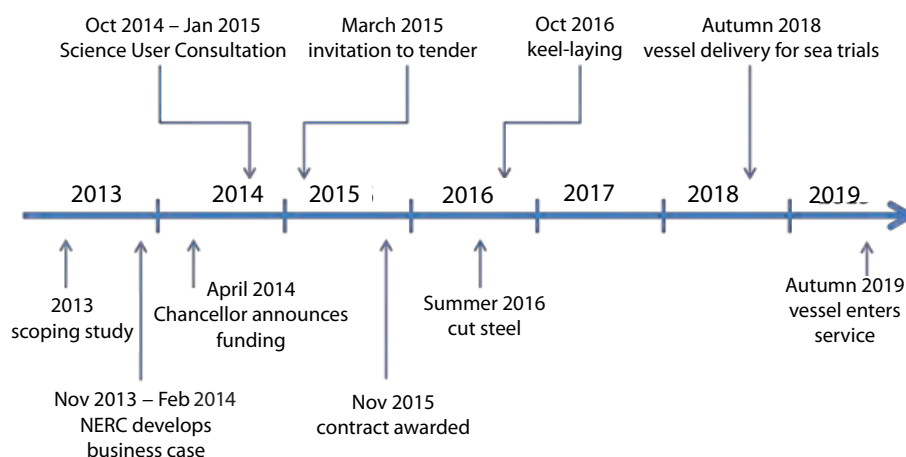 Oct 2014 – Jan 2015
Science User Consultation
March 2015
invitation to tender
Oct 2016
keel-laying
Autumn 2018
vessel delivery for sea trials
2013
2014
2015
2016
2017
2018
2019
2013
scoping study
Nov 2013 – Feb 2014
NERC develops
business case
April 2014
Chancellor announces
funding
Nov 2015
contract awarded
Summer 2016
cut steel
Autumn 2019
vessel enters
service